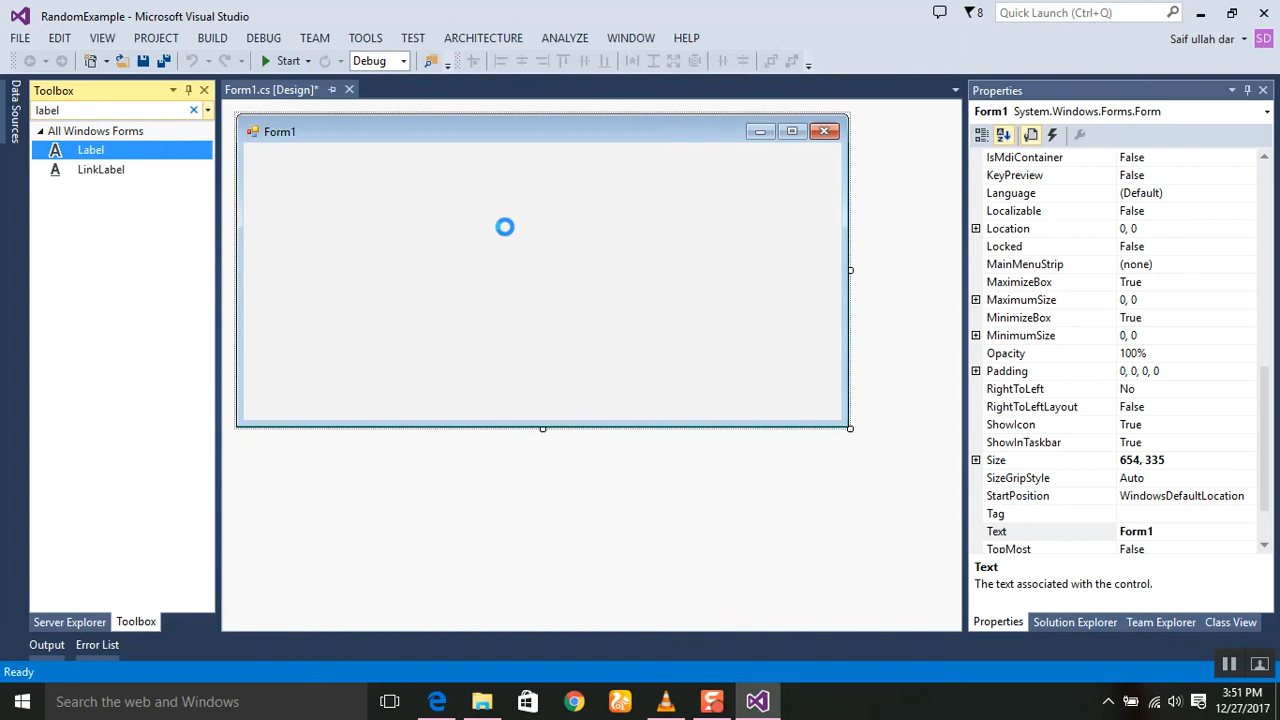 RandomExample - Microsoft Visual Studio
8
Quick Launch (Ctrl+Q)
FILE EDIT VIEW PROJECT BUILD DEBUG TEAM TOOLS TEST ARCHITECTURE ANALYZE WINDOW HELP
Saif ullah dar SD
Start Debug
Data Sources
Toolbox
label
All Windows Forms
A Label
A LinkLabel
Server Explorer Toolbox
Form1.cs [Design]*
Form1
Properties
Form1 System.Windows.Forms.Form
IsMdiContainer False
KeyPreview False
Language (Default)
Localizable False
Location 0, 0
Locked False
MainMenuStrip (none)
MaximizeBox True
MaximumSize 0, 0
MinimizeBox True
MinimumSize 0, 0
Opacity 100%
Padding 0, 0, 0, 0
RightToLeft No
RightToLeftLayout False
ShowIcon True
ShowInTaskbar True
Size 654, 335
SizeGripStyle Auto
StartPosition WindowsDefaultLocation
Tag
Text Form1
TopMost False
Text
The text associated with the control.
Properties Solution Explorer Team Explorer Class View
Output Error List
Ready
Search the web and Windows
3:51 PM
12/27/2017